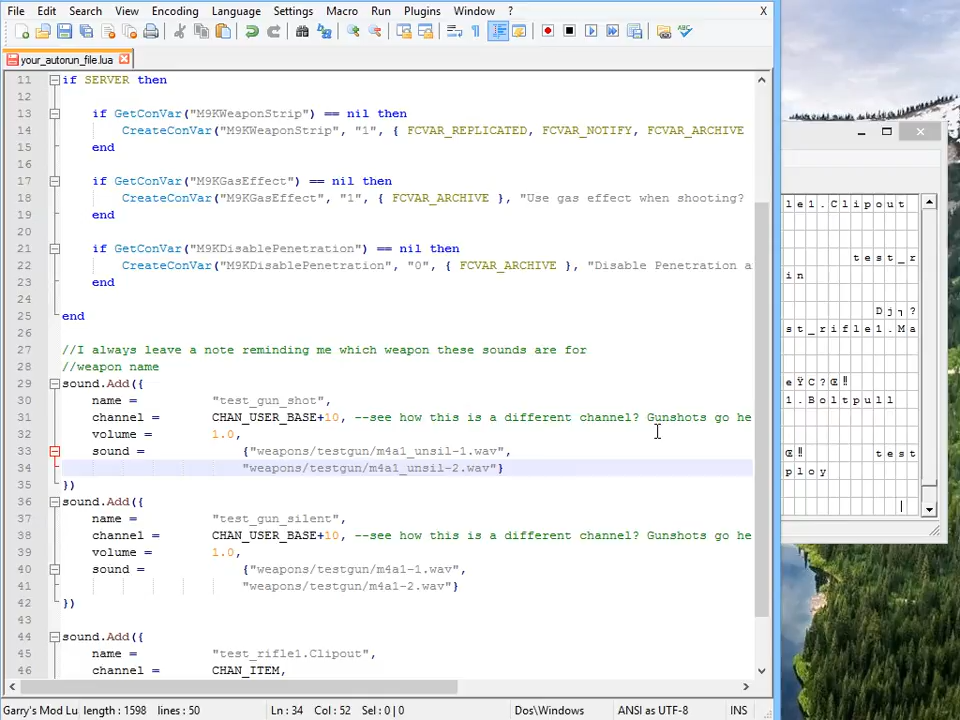 File Edit Search View Encoding Language Settings Macro Run Plugins Window ? X
your_autorun_file.lua
11 if SERVER then
12
13 if GetConVar("M9KWeaponStrip") == nil then
14 CreateConVar("M9KWeaponStrip", "1", { FCVAR_REPLICATED, FCVAR_NOTIFY, FCVAR_ARCHIVE
15 end
16
17 if GetConVar("M9KGasEffect") == nil then
18 CreateConVar("M9KGasEffect", "1", { FCVAR_ARCHIVE }, "Use gas effect when shooting?
19 end
20
21 if GetConVar("M9KDisablePenetration") == nil then
22 CreateConVar("M9KDisablePenetration", "0", { FCVAR_ARCHIVE }, "Disable Penetration a
23 end
24
25 end
26
27 //I always leave a note reminding me which weapon these sounds are for
28 //weapon name
29 sound.Add({
30 name = "test_gun_shot",
31 channel = CHAN_USER_BASE+10, --see how this is a different channel? Gunshots go he
32 volume = 1.0,
33 sound = {"weapons/testgun/m4a1_unsil-1.wav",
34 "weapons/testgun/m4a1_unsil-2.wav"}
35 })
36 sound.Add({
37 name = "test_gun_silent",
38 channel = CHAN_USER_BASE+10, --see how this is a different channel? Gunshots go he
39 volume = 1.0,
40 sound = {"weapons/testgun/m4a1-1.wav",
41 "weapons/testgun/m4a1-2.wav"}
42 })
43
44 sound.Add({
45 name = "test_rifle1.Clipout",
46 channel = CHAN_ITEM,
Garry's Mod Lu length : 1598 lines : 50 Ln : 34 Col : 52 Sel : 0 | 0 Dos\Windows ANSI as UTF-8 INS
le1.Clipout
test_r
in
st_rifle1.Ma
1.Boltpull
test
ploy